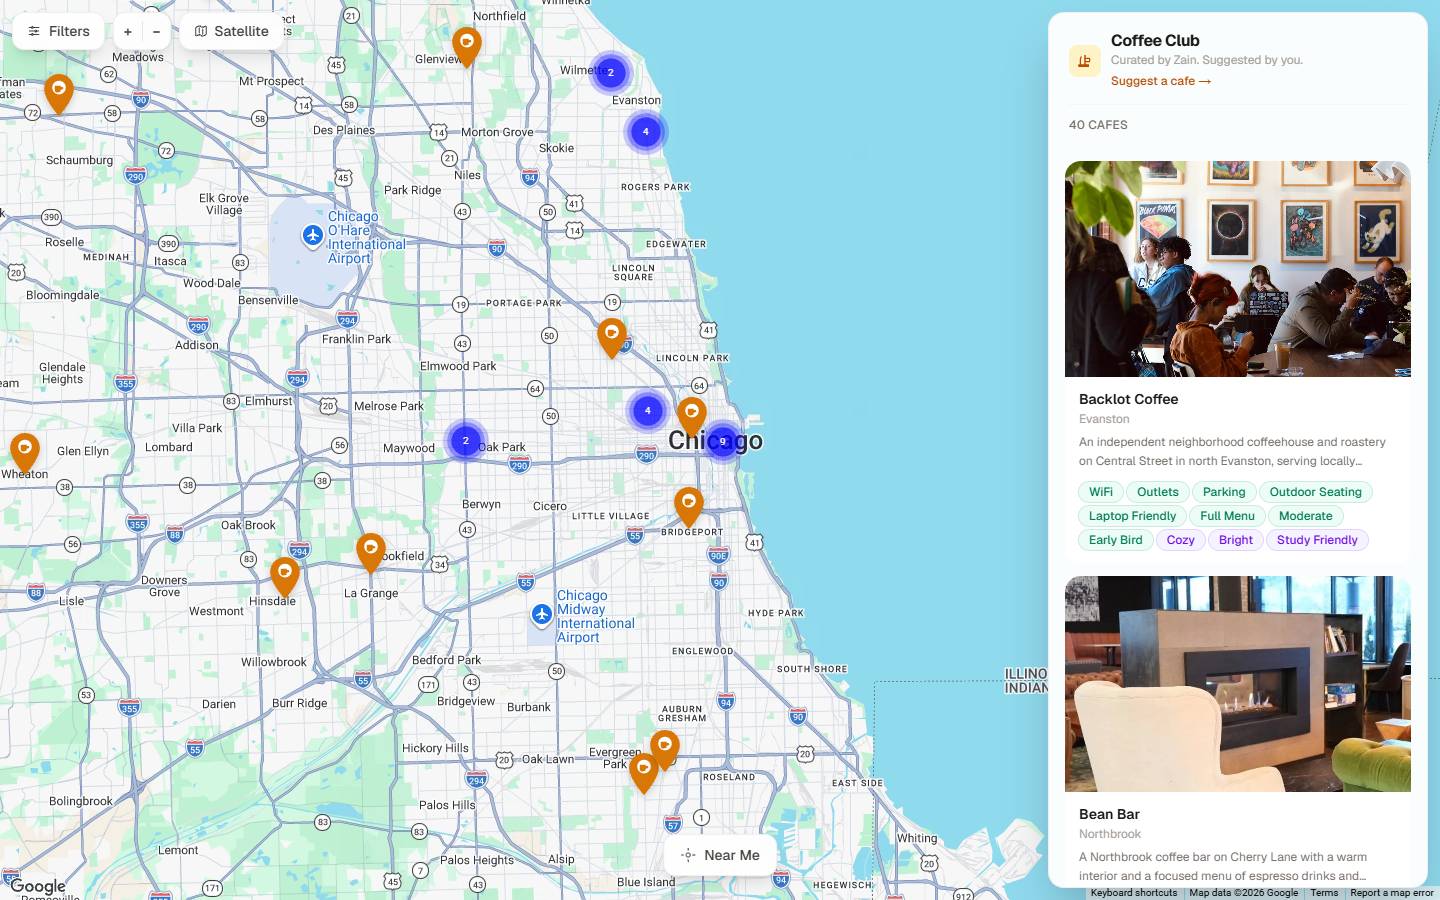 Filters
+
−
Satellite
Northfield
Winnetka
Meadows
Glenview
Wilmette
2
Mt Prospect
Evanston
4
Des Plaines
Morton Grove
Skokie
Schaumburg
Niles
Park Ridge
ROGERS PARK
Elk Grove
Village
Chicago
O'Hare
International
Airport
Roselle
MEDINAH
Itasca
EDGEWATER
LINCOLN
SQUARE
Wood Dale
Bloomingdale
Bensenville
PORTAGE PARK
Franklin Park
Addison
LINCOLN PARK
Glendale
Heights
Elmwood Park
Elmhurst
Melrose Park
4
Villa Park
Maywood
2
Oak Park
Chicago
9
Glen Ellyn
Lombard
Wheaton
Berwyn
Cicero
LITTLE VILLAGE
Oak Brook
BRIDGEPORT
Brookfield
Downers
Grove
Lisle
Hinsdale
La Grange
Westmont
Chicago
Midway
International
Airport
HYDE PARK
ENGLEWOOD
Willowbrook
Bedford Park
SOUTH SHORE
Darien
Burr Ridge
Bridgeview
Burbank
AUBURN
GRESHAM
Hickory Hills
Oak Lawn
Evergreen
Park
ROSELAND
EAST SIDE
Bolingbrook
Palos Hills
Lemont
Palos Heights
Alsip
Near Me
Whiting
Blue Island
HEGEWISCH
Google
Romeoville
ILLINO
INDIAN
Coffee Club
Curated by Zain. Suggested by you.
Suggest a cafe →
40 CAFES
Backlot Coffee
Evanston
An independent neighborhood coffeehouse and roastery
on Central Street in north Evanston, serving locally…
WiFi
Outlets
Parking
Outdoor Seating
Laptop Friendly
Full Menu
Moderate
Early Bird
Cozy
Bright
Study Friendly
Bean Bar
Northbrook
A Northbrook coffee bar on Cherry Lane with a warm
interior and a focused menu of espresso drinks and…
Keyboard shortcuts
Map data ©2026 Google
Terms
Report a map error